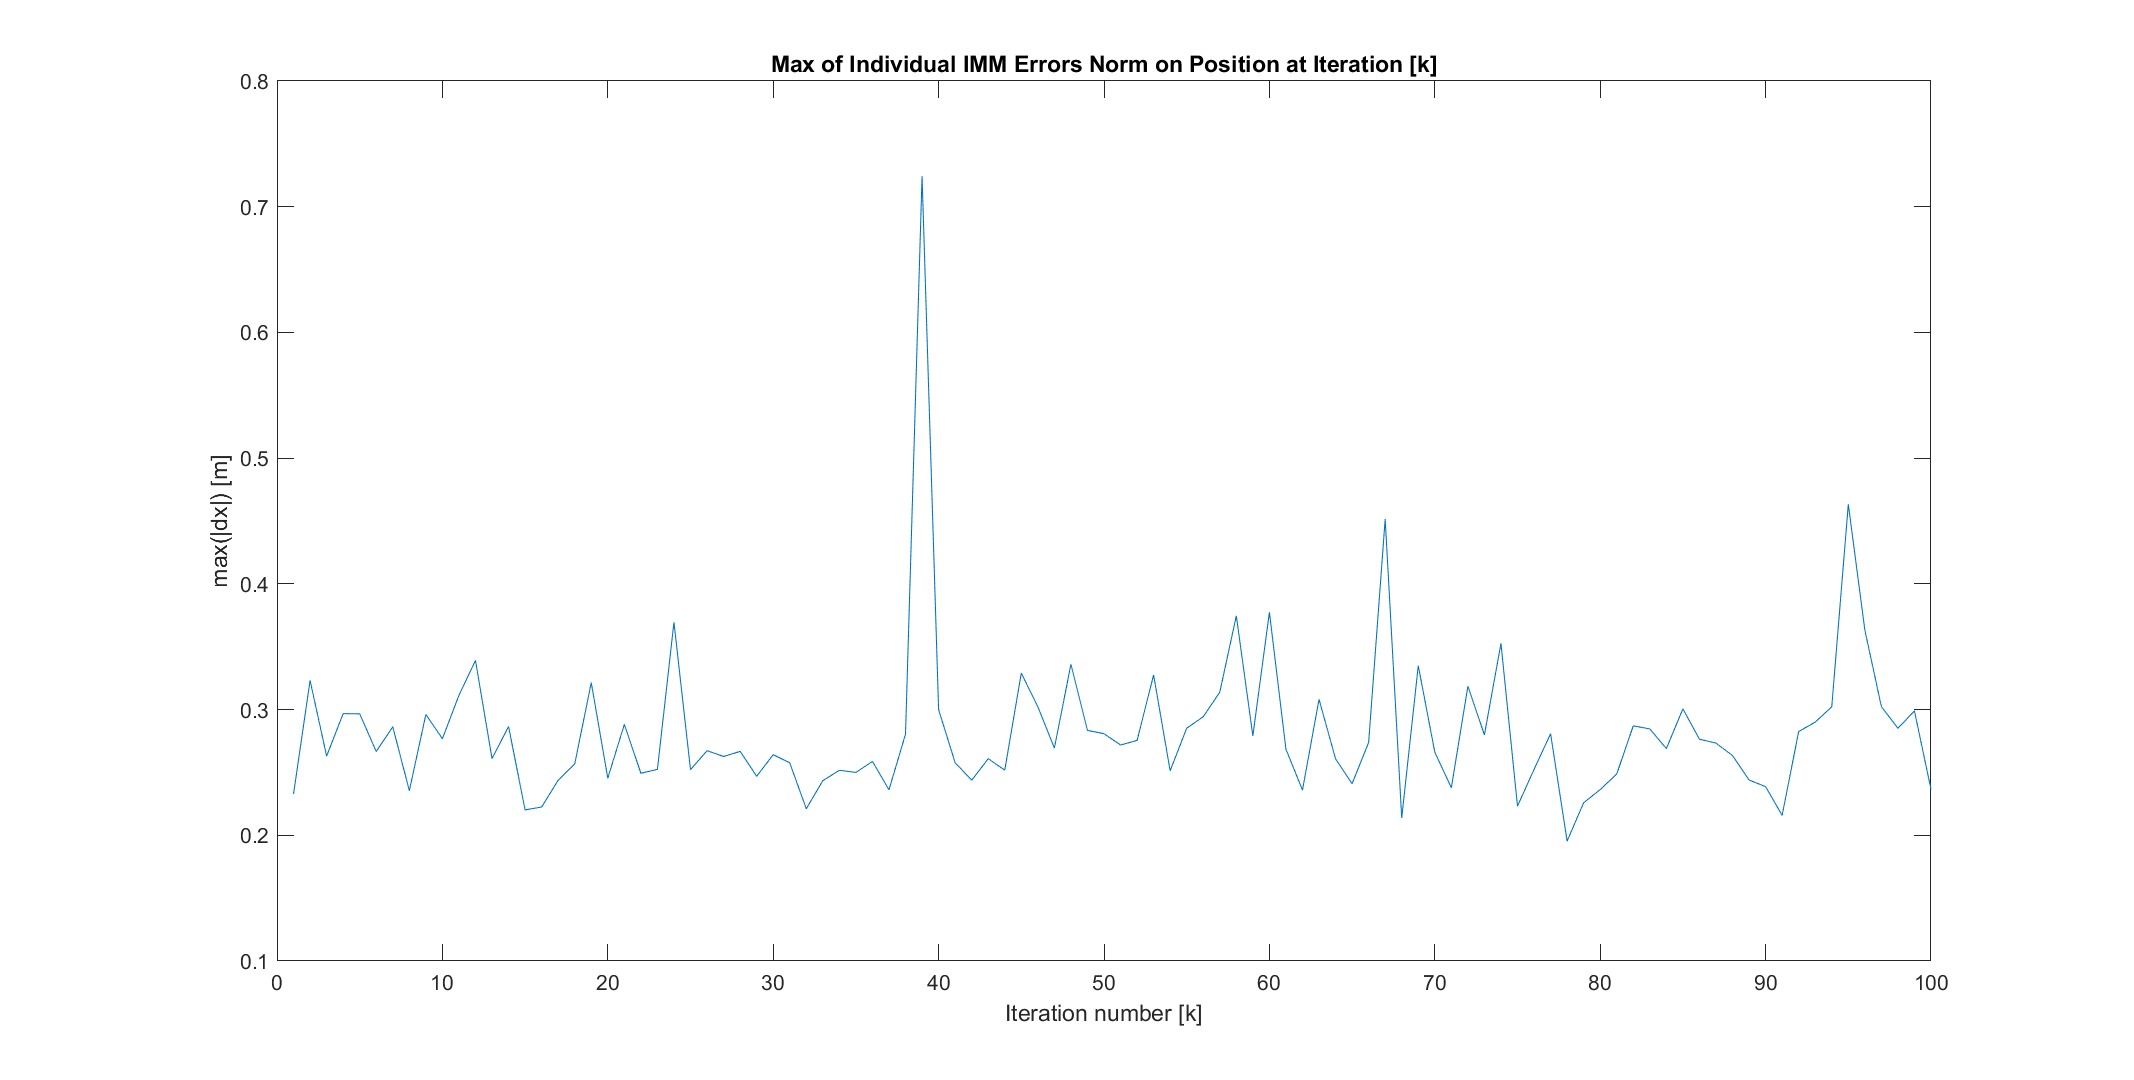 Max of Individual IMM Errors Norm on Position at Iteration [k]
0.8
0.7
0.6
0.5
0.4
0.3
0.2
0.1
max(|dx|) [m]
0 10 20 30 40 50 60 70 80 90 100
Iteration number [k]